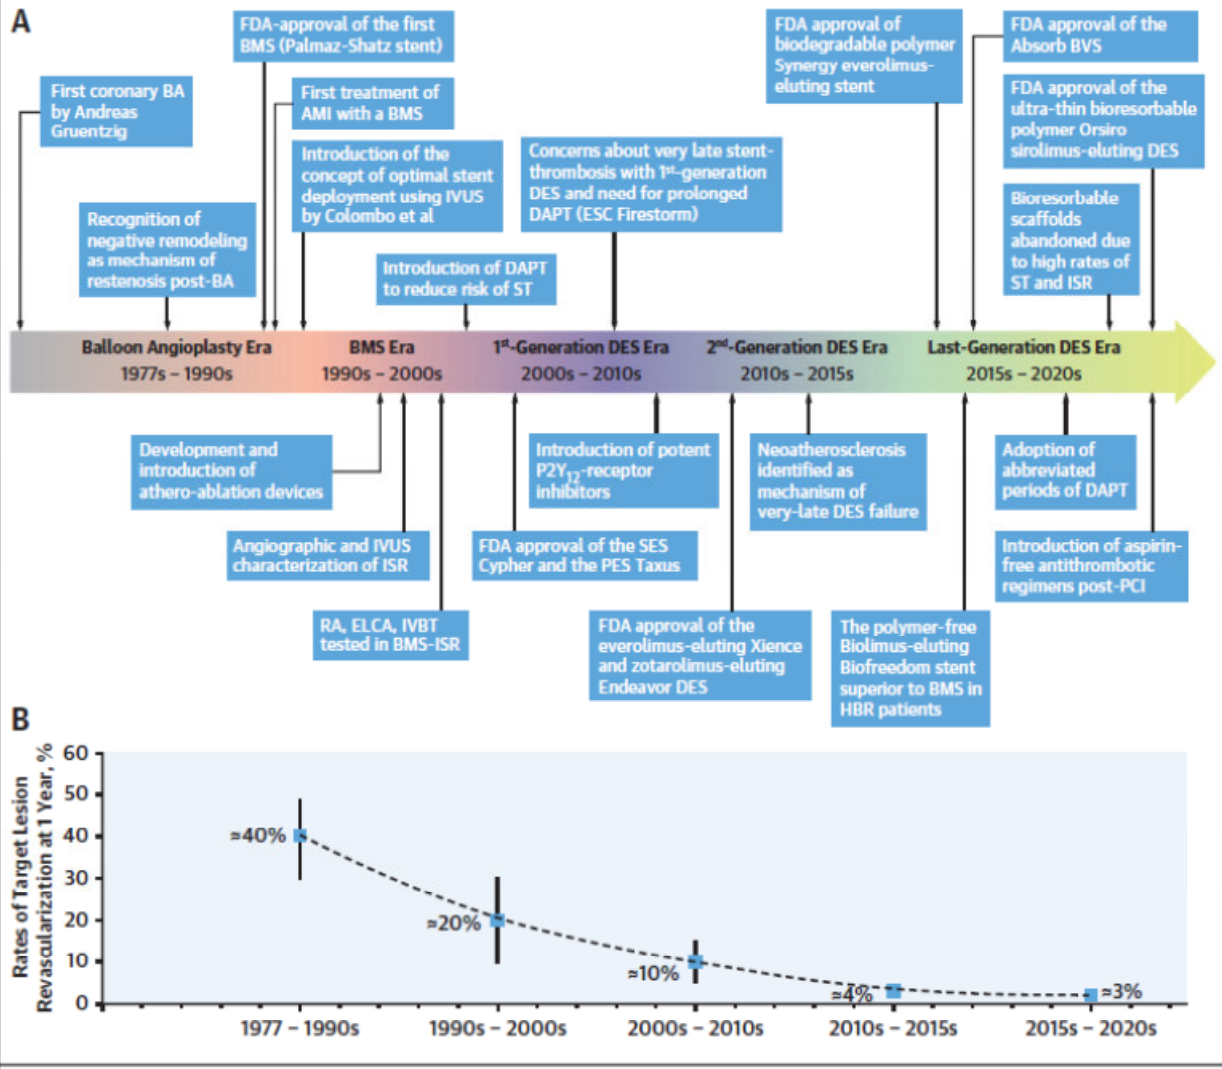 A
FDA-approval of the first
BMS (Palmaz-Shatz stent)
First coronary BA
by Andreas
Gruentzig
First treatment of
AMI with a BMS
Introduction of the
concept of optimal stent
deployment using IVUS
by Colombo et al
Recognition of
negative remodeling
as mechanism of
restenosis post-BA
Introduction of DAPT
to reduce risk of ST
Concerns about very late stent-
thrombosis with 1st-generation
DES and need for prolonged
DAPT (ESC Firestorm)
FDA approval of
biodegradable polymer
Synergy everolimus-
eluting stent
FDA approval of the
Absorb BVS
FDA approval of the
ultra-thin bioresorbable
polymer Orsiro
sirolimus-eluting DES
Bioresorbable
scaffolds
abandoned due
to high rates of
ST and ISR
Balloon Angioplasty Era
1977s – 1990s
BMS Era
1990s – 2000s
1st-Generation DES Era
2000s – 2010s
2nd-Generation DES Era
2010s – 2015s
Last-Generation DES Era
2015s – 2020s
Development and
introduction of
athero-ablation devices
Angiographic and IVUS
characterization of ISR
RA, ELCA, IVBT
tested in BMS-ISR
FDA approval of the SES
Cypher and the PES Taxus
Introduction of potent
P2Y12-receptor
inhibitors
FDA approval of the
everolimus-eluting Xience
and zotarolimus-eluting
Endeavor DES
Neoatherosclerosis
identified as
mechanism of
very-late DES failure
The polymer-free
Biolimus-eluting
Biofreedom stent
superior to BMS in
HBR patients
Adoption of
abbreviated
periods of DAPT
Introduction of aspirin-
free antithrombotic
regimens post-PCI
B
Rates of Target Lesion
Revascularization at 1 Year, %
60
50
40
30
20
10
0
≈40%
≈20%
≈10%
≈4%
≈3%
1977 – 1990s
1990s – 2000s
2000s – 2010s
2010s – 2015s
2015s – 2020s